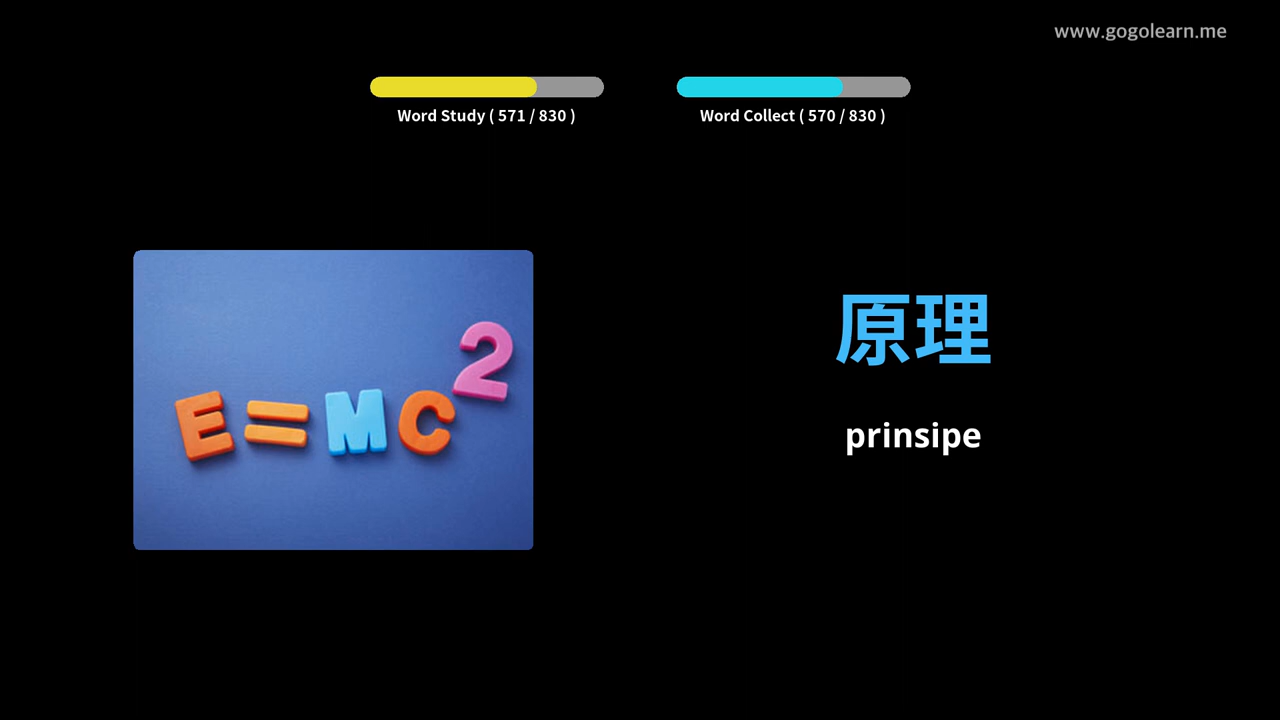 www.gogolearn.me
Word Study ( 571 / 830 )
Word Collect ( 570 / 830 )
E=MC2
原理
prinsipe